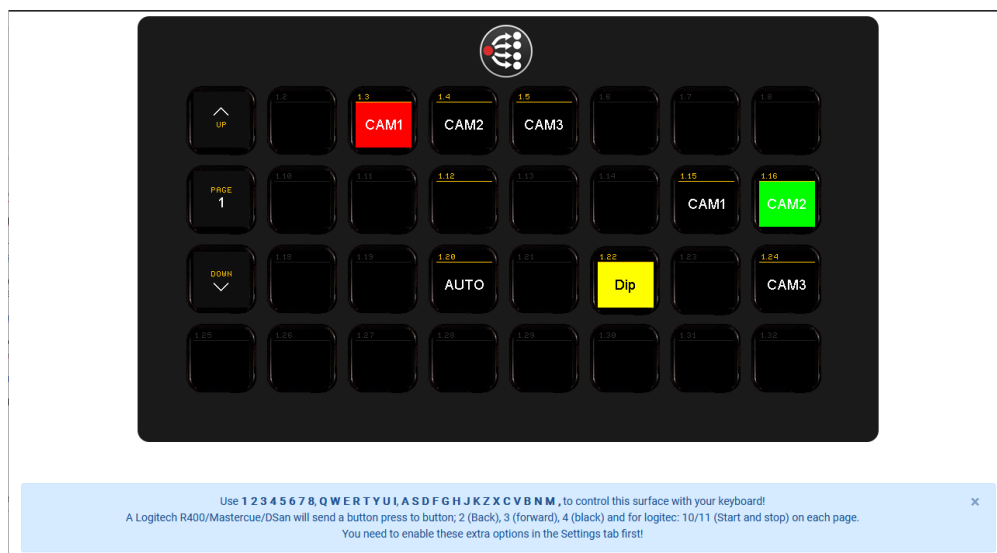 UP
1.2
1.3
CAM1
1.4
CAM2
1.5
CAM3
1.6
1.7
1.8
PAGE
1
1.10
1.11
1.12
1.13
1.14
1.15
CAM1
1.16
CAM2
DOWN
1.18
1.19
1.20
AUTO
1.21
1.22
Dip
1.23
1.24
CAM3
1.25
1.26
1.27
1.28
1.29
1.30
1.31
1.32
Use 1 2 3 4 5 6 7 8, Q W E R T Y U I, A S D F G H J K Z X C V B N M , to control this surface with your keyboard!
×
A Logitech R400/Mastercue/DSan will send a button press to button; 2 (Back), 3 (forward), 4 (black) and for logitec: 10/11 (Start and stop) on each page.
You need to enable these extra options in the Settings tab first!